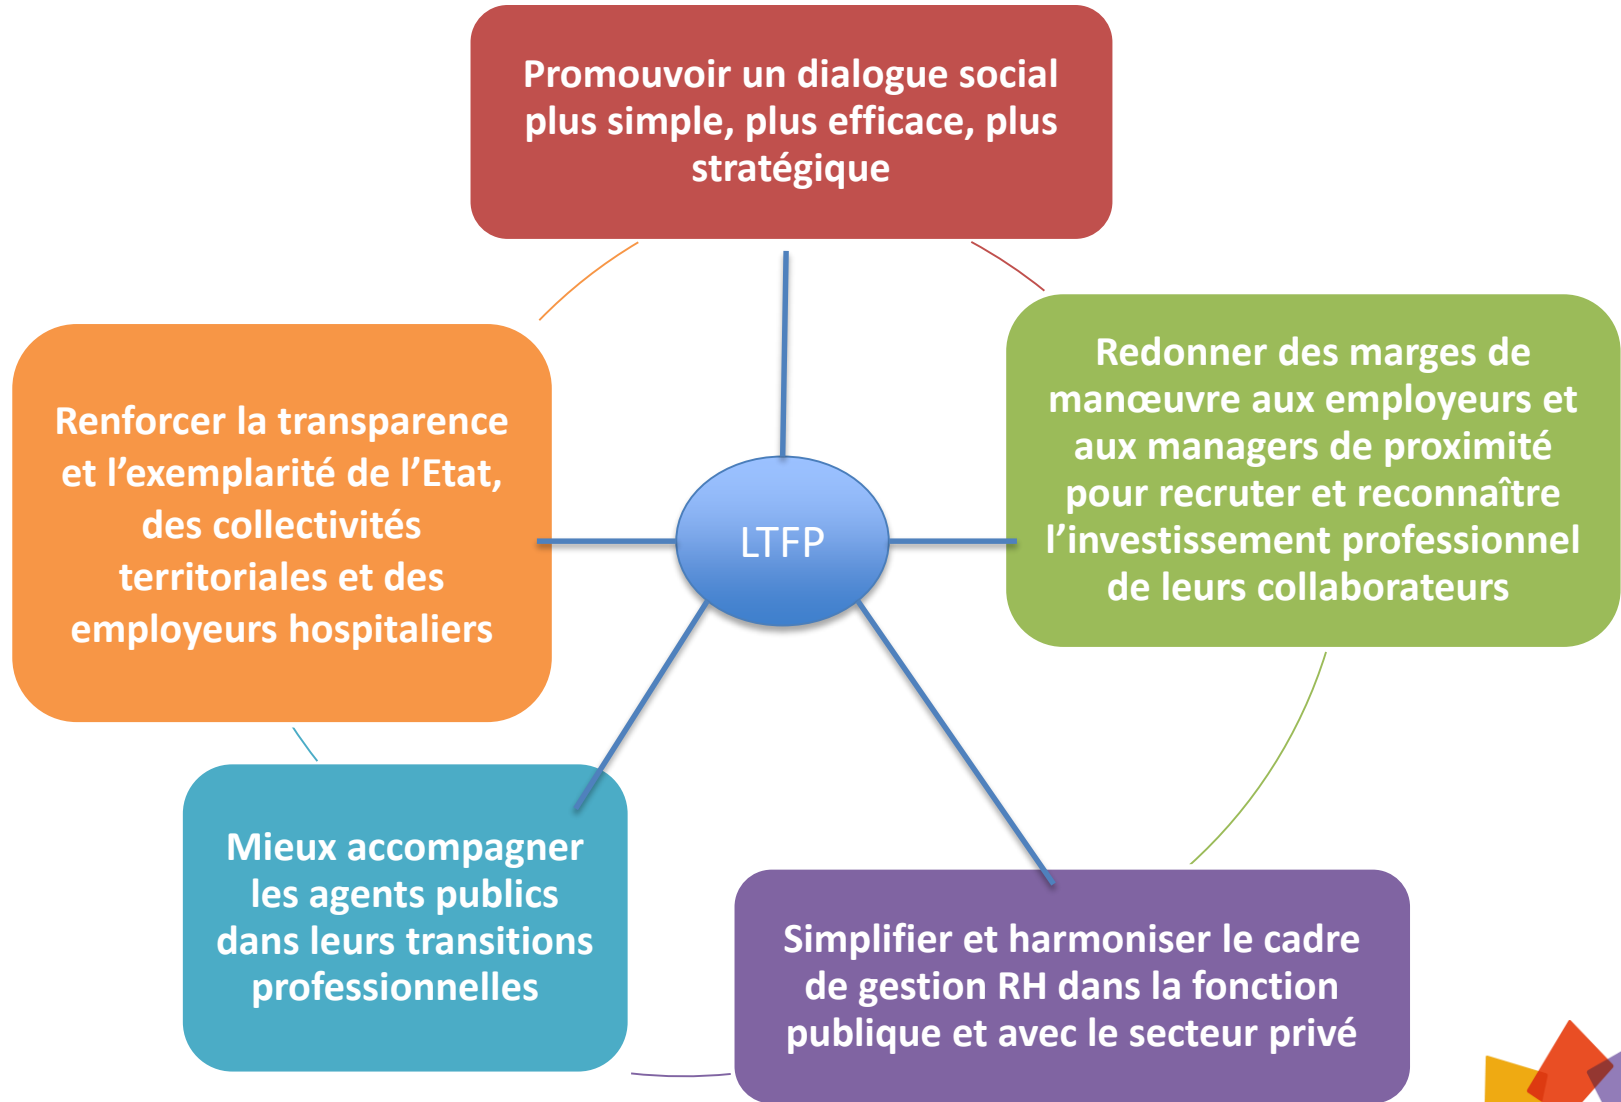 Promouvoir un dialogue social
plus simple, plus efficace, plus
stratégique
Redonner des marges de
manœuvre aux employeurs et
aux managers de proximité
pour recruter et reconnaître
l’investissement professionnel
de leurs collaborateurs
Renforcer la transparence
et l’exemplarité de l’Etat,
des collectivités
territoriales et des
employeurs hospitaliers
LTFP
Mieux accompagner
les agents publics
dans leurs transitions
professionnelles
Simplifier et harmoniser le cadre
de gestion RH dans la fonction
publique et avec le secteur privé